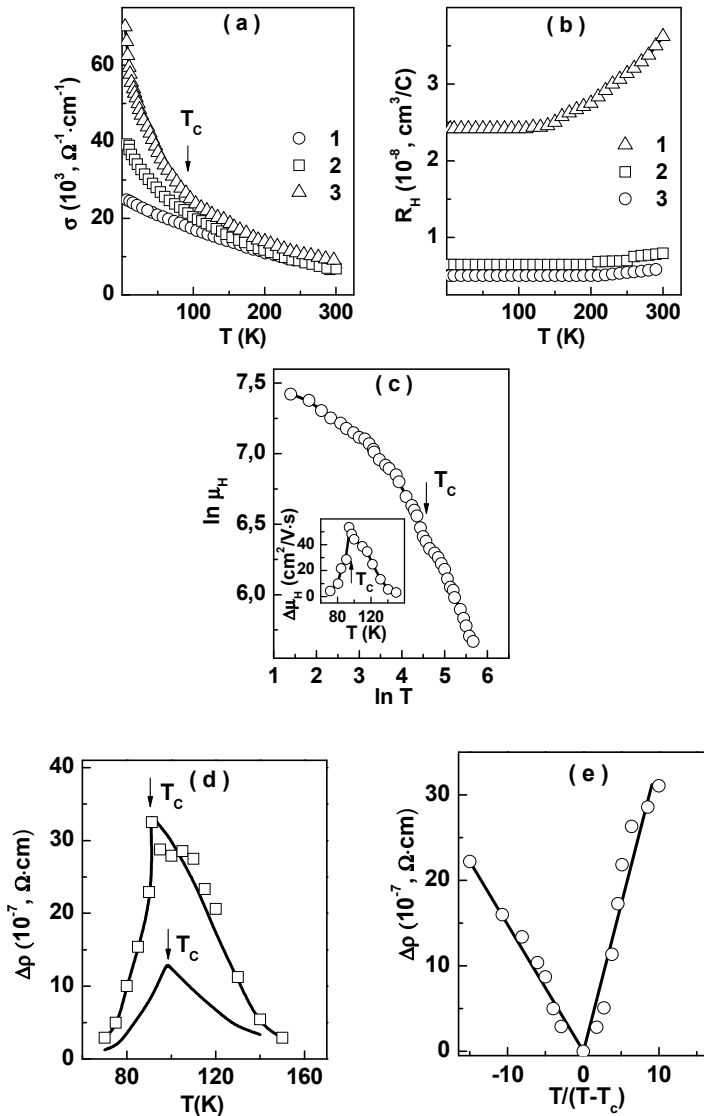 ( a )
σ (10³, Ω⁻¹·cm⁻¹)
60
40
20
0
T_C
1
2
3
0 100 200 300
T (K)
( b )
R_H (10⁻⁸, cm³/C)
3
2
1
1
2
3
0 100 200 300
T (K)
( c )
ln μ_H
7,5
7,0
6,5
6,0
T_C
Δμ_H (cm²/V·s)
40
20
0
T_C
80 120
T (K)
1 2 3 4 5 6
ln T
( d )
Δρ (10⁻⁷, Ω·cm)
40
30
20
10
0
T_C
T_C
80 120 160
T(K)
( e )
Δρ (10⁻⁷, Ω·cm)
30
20
10
0
-10 0 10
T/(T-T_c)